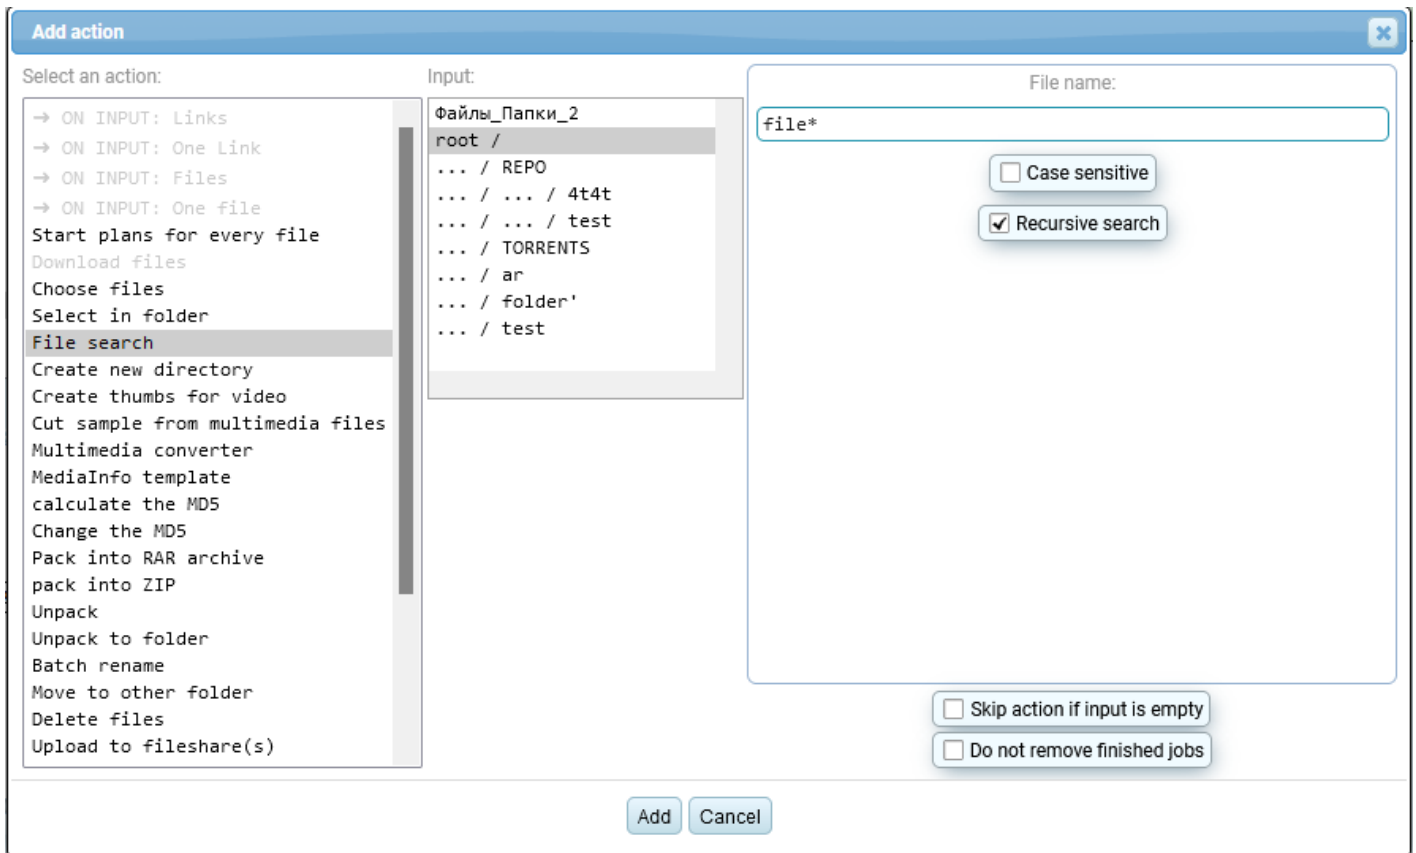 Add action
Select an action:
→ ON INPUT: Links
→ ON INPUT: One Link
→ ON INPUT: Files
→ ON INPUT: One file
Start plans for every file
Download files
Choose files
Select in folder
File search
Create new directory
Create thumbs for video
Cut sample from multimedia files
Multimedia converter
MediaInfo template
calculate the MD5
Change the MD5
Pack into RAR archive
pack into ZIP
Unpack
Unpack to folder
Batch rename
Move to other folder
Delete files
Upload to fileshare(s)
Input:
Файлы_Папки_2
root /
... / REPO
... / ... / 4t4t
... / ... / test
... / TORRENTS
... / ar
... / folder'
... / test
File name:
file*
Case sensitive
Recursive search
Skip action if input is empty
Do not remove finished jobs
Add
Cancel